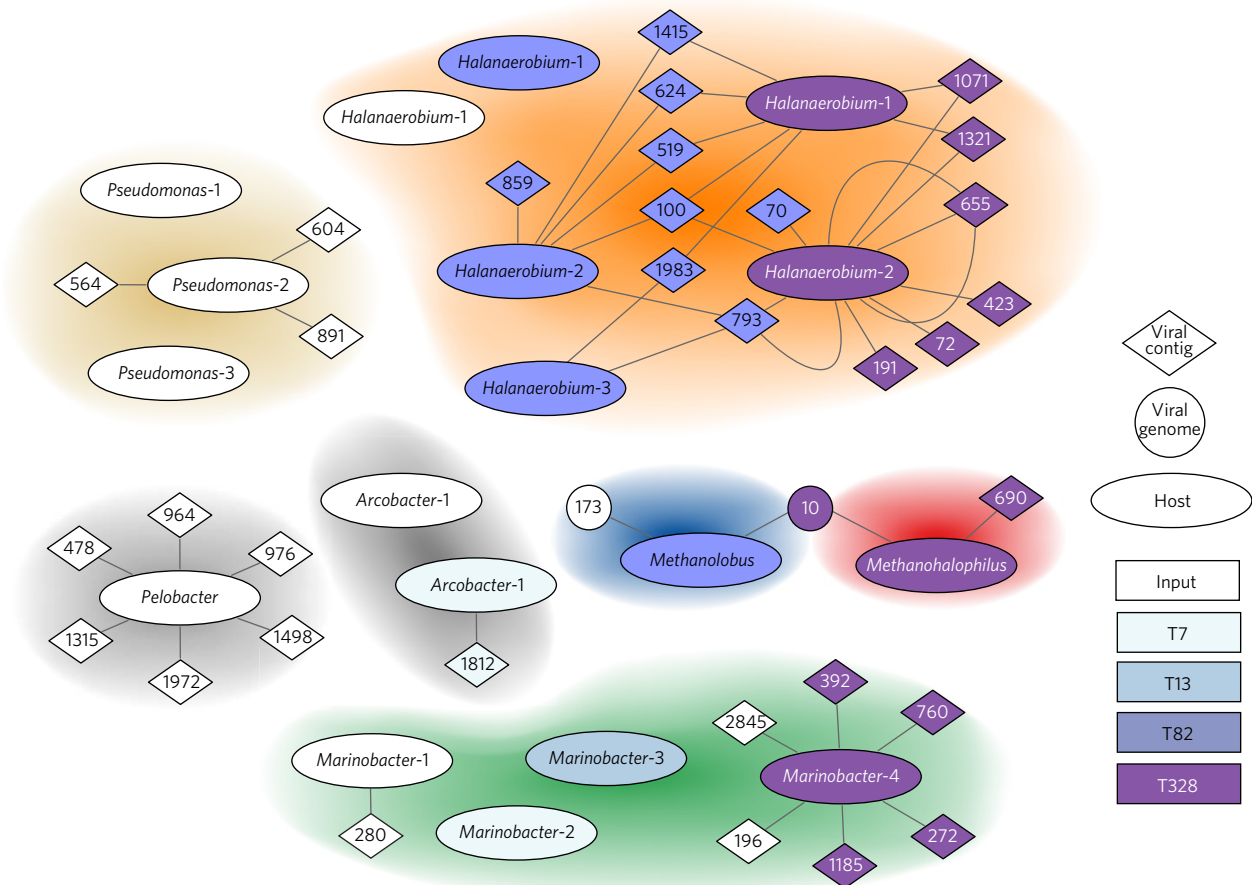 1415
Halanaerobium-1
624
Halanaerobium-1
1071
Halanaerobium-1
1321
519
Pseudomonas-1
859
100
70
655
604
564
Pseudomonas-2
Halanaerobium-2
1983
Halanaerobium-2
891
793
423
72
191
Pseudomonas-3
Halanaerobium-3
Viral
contig
Viral
genome
Host
964
478
976
Pelobacter
1315
1498
1972
Arcobacter-1
Arcobacter-1
1812
173
10
690
Methanolobus
Methanohalophilus
Input
T7
T13
T82
T328
392
2845
760
Marinobacter-1
Marinobacter-3
Marinobacter-4
280
Marinobacter-2
196
1185
272